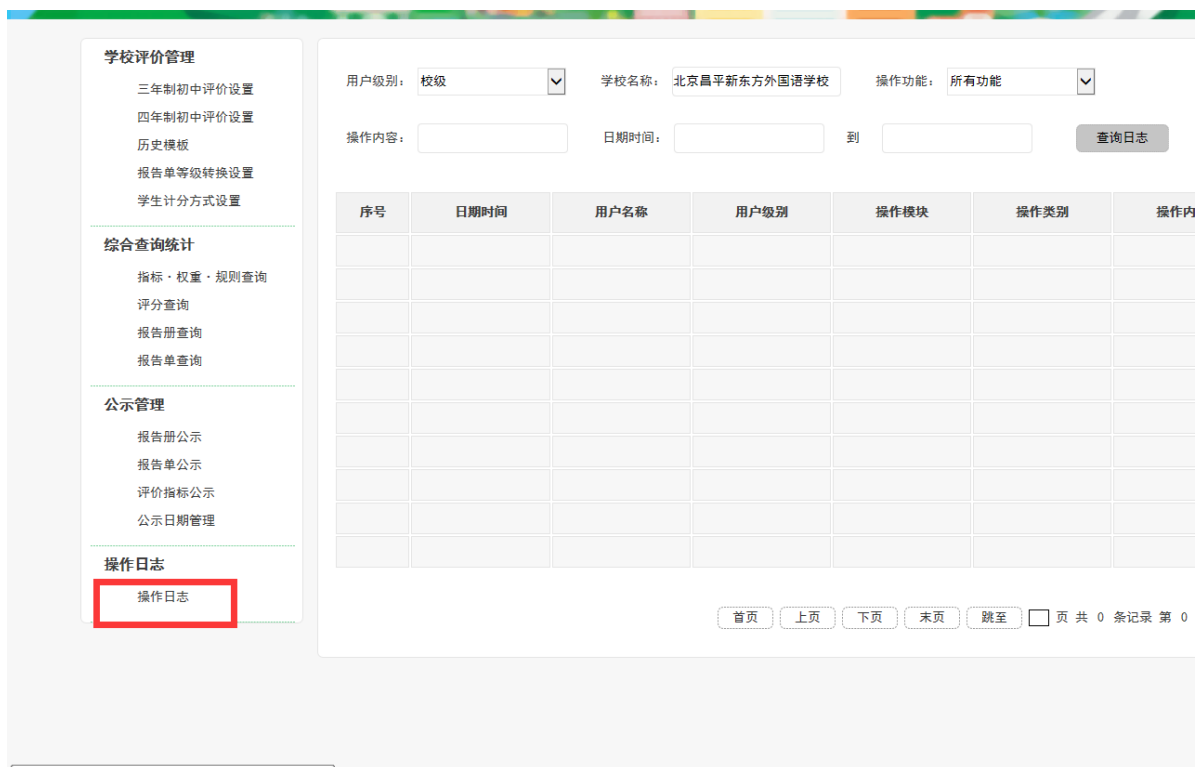 学校评价管理
三年制初中评价设置
四年制初中评价设置
历史模板
报告单等级转换设置
学生计分方式设置
综合查询统计
指标·权重·规则查询
评分查询
报告册查询
报告单查询
公示管理
报告册公示
报告单公示
评价指标公示
公示日期管理
操作日志
操作日志
用户级别： 校级 学校名称： 北京昌平新东方外国语学校 操作功能： 所有功能
操作内容： 日期时间： 到 查询日志
序号 日期时间 用户名称 用户级别 操作模块 操作类别 操作内
首页 上页 下页 末页 跳至 页 共 0 条记录 第 0